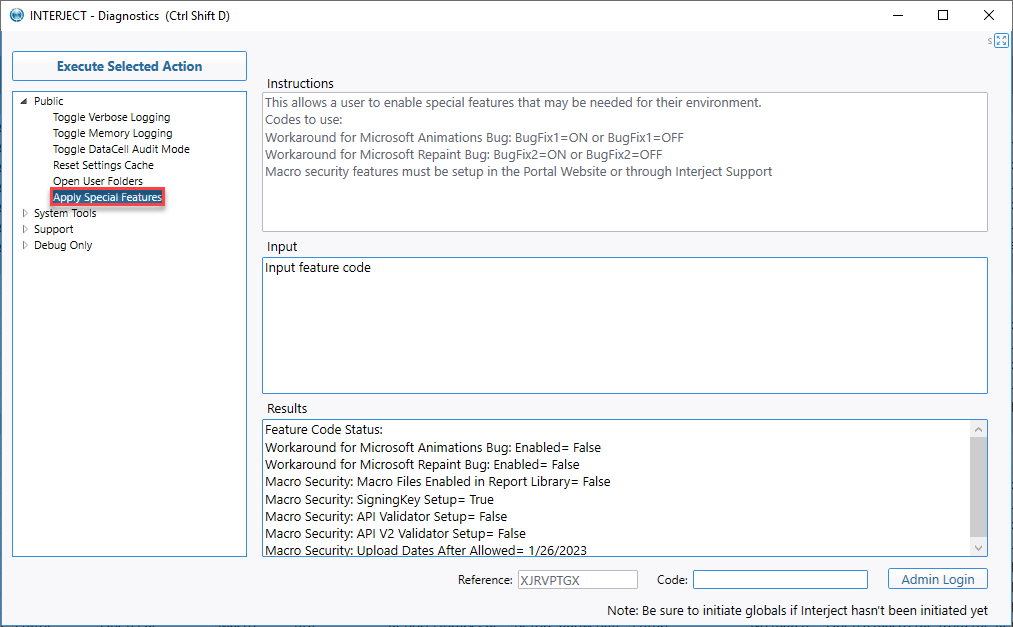 INTERJECT - Diagnostics (Ctrl Shift D)
s
Execute Selected Action
Public
Toggle Verbose Logging
Toggle Memory Logging
Toggle DataCell Audit Mode
Reset Settings Cache
Open User Folders
Apply Special Features
System Tools
Support
Debug Only
Instructions
This allows a user to enable special features that may be needed for their environment.
Codes to use:
Workaround for Microsoft Animations Bug: BugFix1=ON or BugFix1=OFF
Workaround for Microsoft Repaint Bug: BugFix2=ON or BugFix2=OFF
Macro security features must be setup in the Portal Website or through Interject Support
Input
Input feature code
Results
Feature Code Status:
Workaround for Microsoft Animations Bug: Enabled= False
Workaround for Microsoft Repaint Bug: Enabled= False
Macro Security: Macro Files Enabled in Report Library= False
Macro Security: SigningKey Setup= True
Macro Security: API Validator Setup= False
Macro Security: API V2 Validator Setup= False
Macro Security: Upload Dates After Allowed= 1/26/2023
Reference: XJRVPTGX Code: Admin Login
Note: Be sure to initiate globals if Interject hasn't been initiated yet